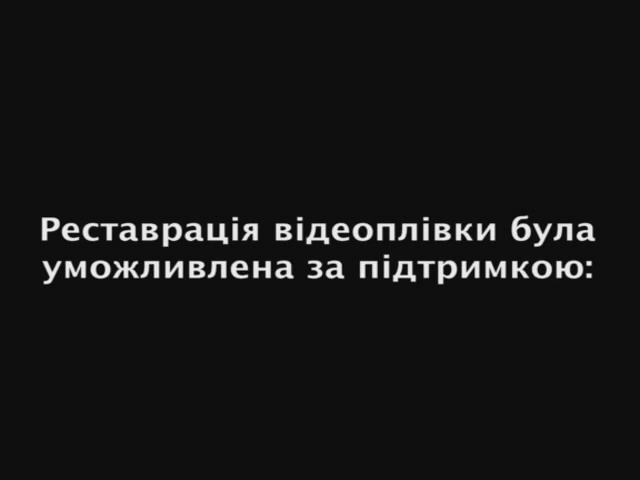 Реставрація відеоплівки була
уможливлена за підтримкою: